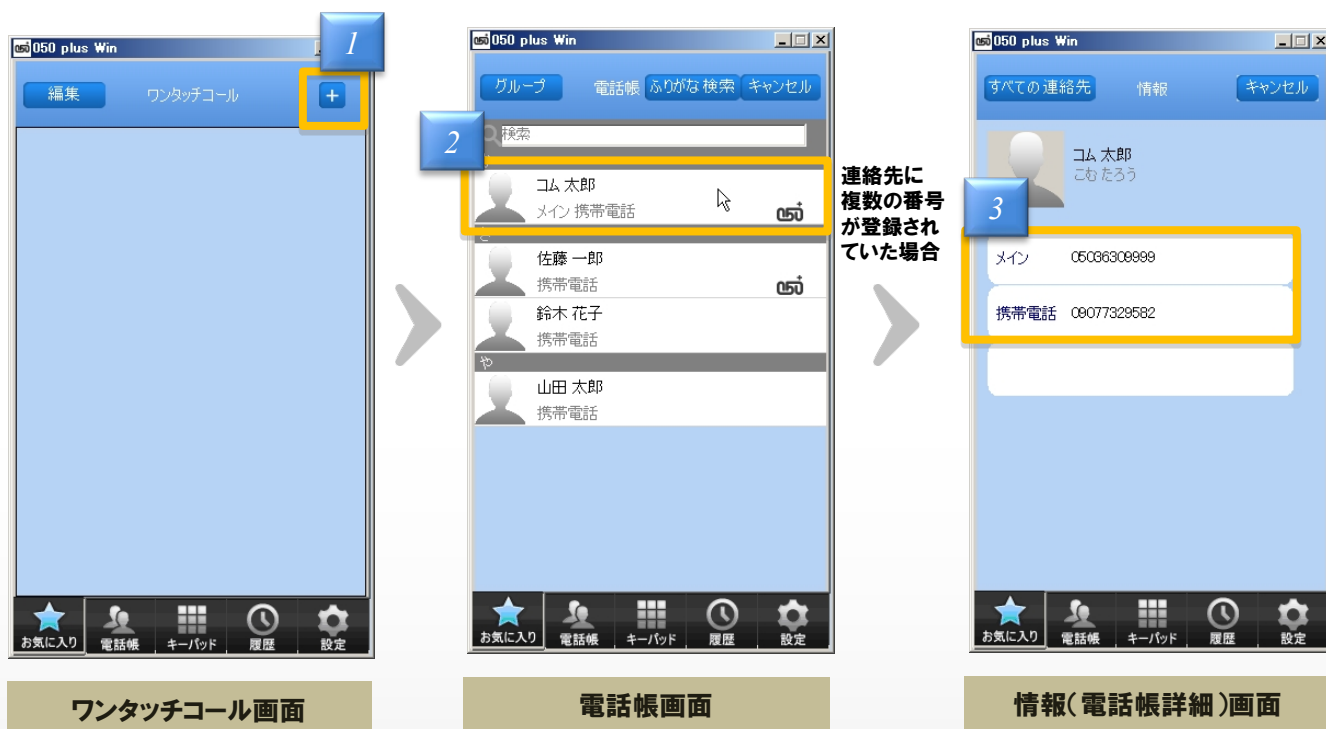 050 plus Win
1
編集
ワンタッチコール
+
お気に入り
電話帳
キーパッド
履歴
設定
ワンタッチコール画面
050 plus Win
グループ
電話帳
ふりがな検索
キャンセル
2
検索
コム 太郎
メイン 携帯電話
050
さ
佐藤 一郎
携帯電話
050
鈴木 花子
携帯電話
や
山田 太郎
携帯電話
お気に入り
電話帳
キーパッド
履歴
設定
電話帳画面
連絡先に
複数の番号
が登録され
ていた場合
050 plus Win
すべての連絡先
情報
キャンセル
コム 太郎
こむ たろう
3
メイン 05036309999
携帯電話 09077329582
お気に入り
電話帳
キーパッド
履歴
設定
情報(電話帳詳細)画面